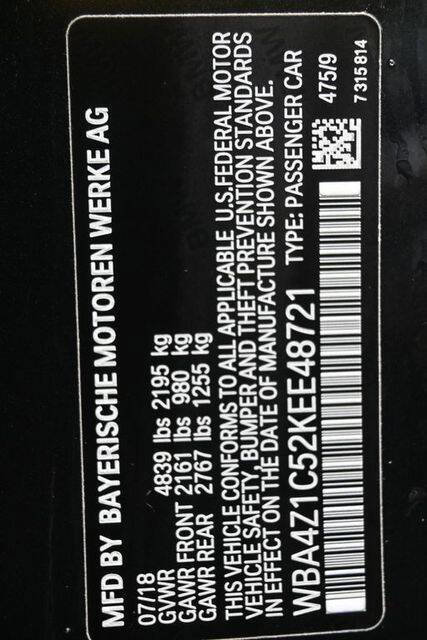 MFD BY BAYERISCHE MOTOREN WERKE AG
07/18
GVWR 4839 lbs 2195 kg
GAWR FRONT 2161 lbs 980 kg
GAWR REAR 2767 lbs 1255 kg
THIS VEHICLE CONFORMS TO ALL APPLICABLE U.S.FEDERAL MOTOR
VEHICLE SAFETY, BUMPER AND THEFT PREVENTION STANDARDS
IN EFFECT ON THE DATE OF MANUFACTURE SHOWN ABOVE.
WBA4Z1C52KEE48721 TYPE: PASSENGER CAR
475/9
7315814